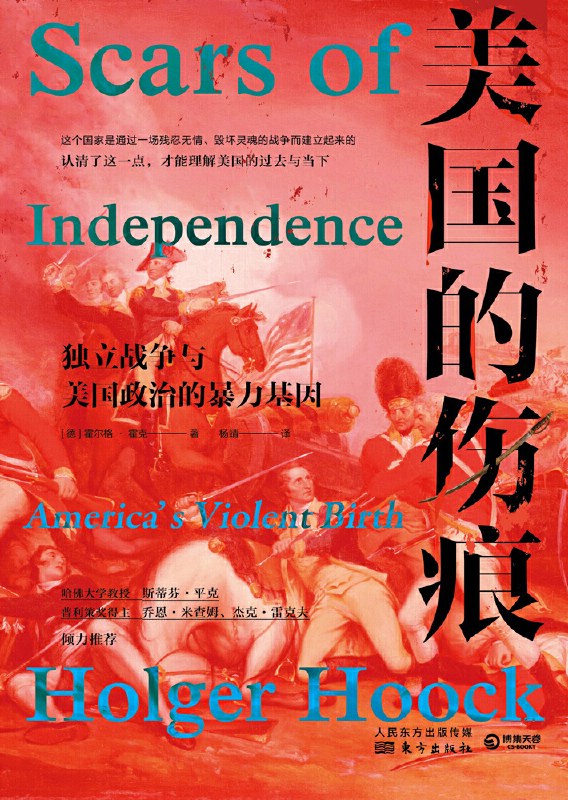 Scars of
美国的伤痕
这个国家是通过一场残忍无情、毁坏灵魂的战争而建立起来的
认清了这一点，才能理解美国的过去与当下
Independence
独立战争与
美国政治的暴力基因
[德] 霍尔格·霍克 著 杨靖 译
America's Violent Birth
哈佛大学教授 斯蒂芬·平克
普利策奖得主 乔恩·米查姆、杰克·雷克夫
倾力推荐
Holger Hoock
人民东方出版传媒
东方出版社
博集天卷
CS-BOOKY